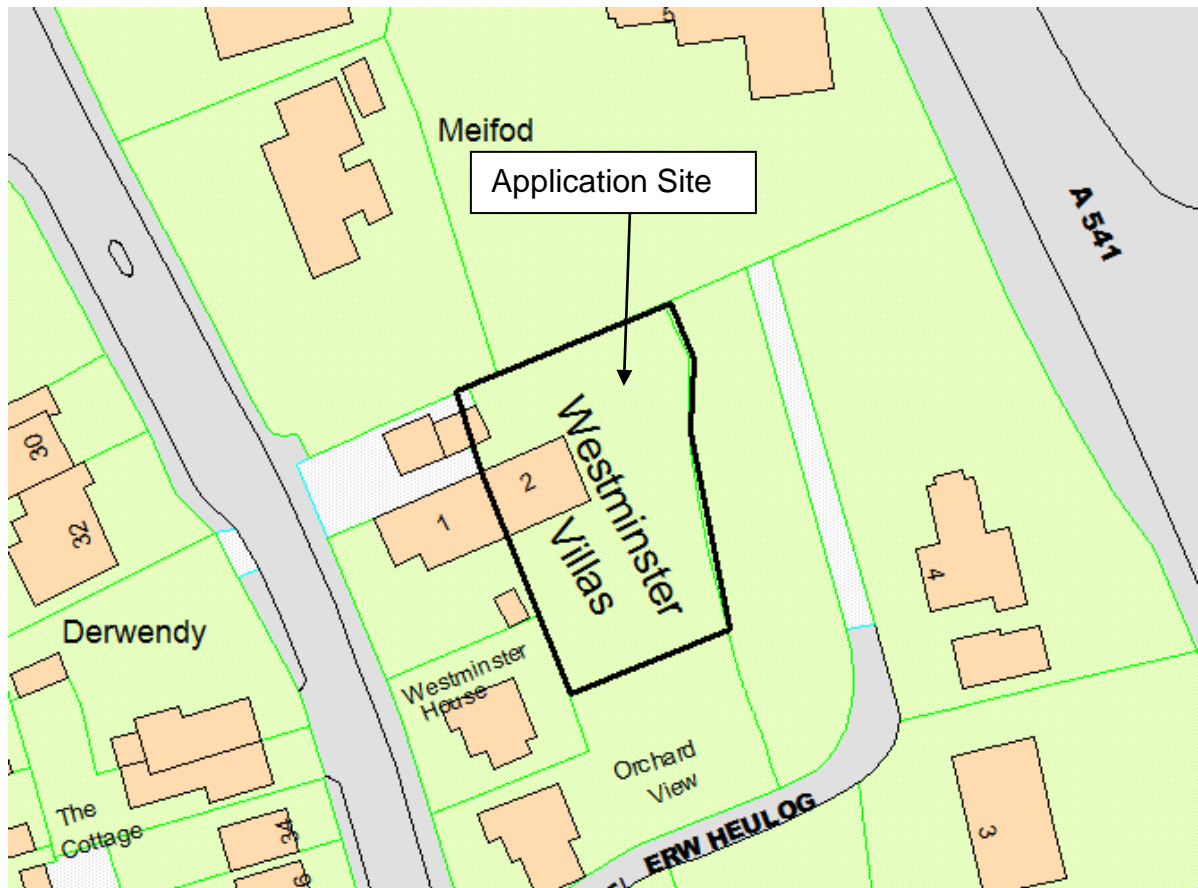 5
Meifod
Application Site
A 541
30
32
1
2
Westminster
Villas
4
Derwendy
Westminster
House
Orchard
View
The
Cottage
34
ERW HEULOG
3